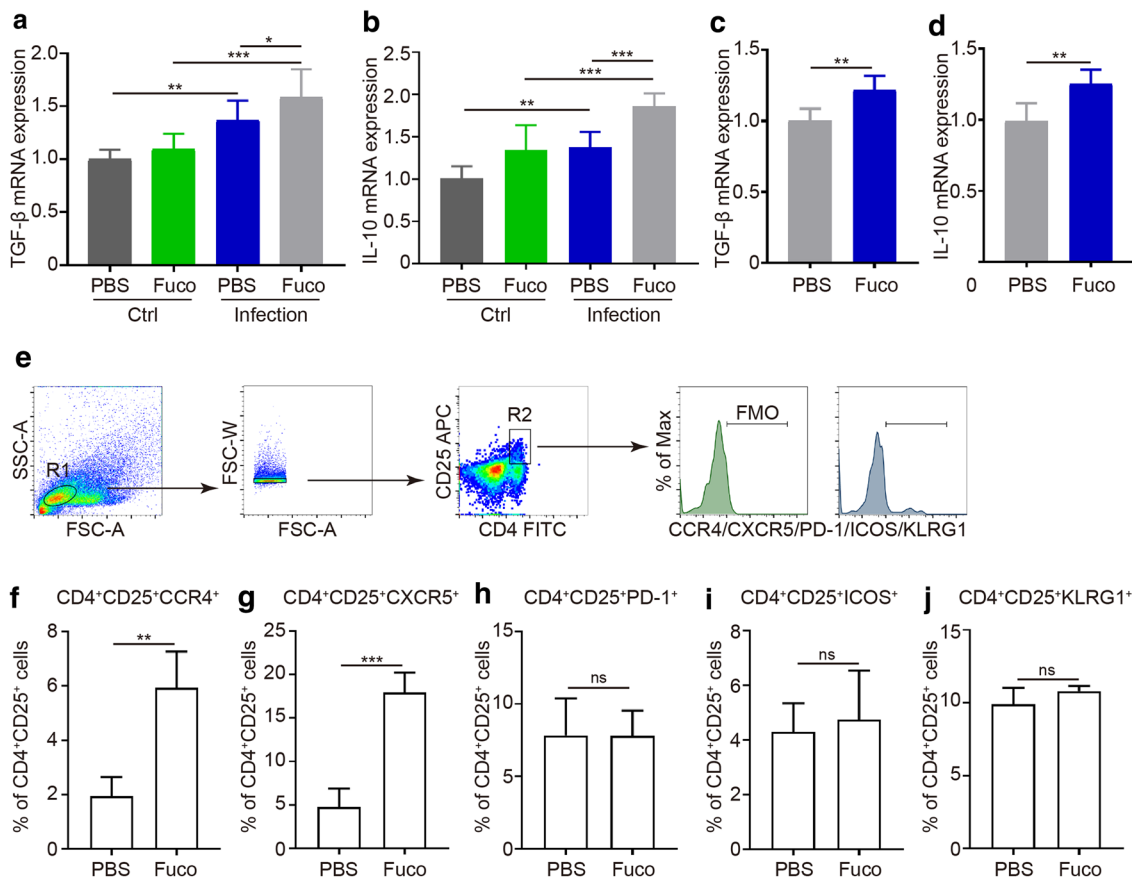 a
TGF-β mRNA expression
2.0
1.5
1.0
0.5
0
*
***
**
PBS Fuco PBS Fuco
Ctrl Infection
b
IL-10 mRNA expression
2.5
2.0
1.5
1.0
0.5
0
***
***
**
PBS Fuco PBS Fuco
Ctrl Infection
c
TGF-β mRNA expression
1.5
1.0
0.5
0
**
PBS Fuco
d
IL-10 mRNA expression
1.5
1.0
0.5
0
**
PBS Fuco
e
SSC-A
R1
FSC-A
FSC-W
FSC-A
CD25 APC
R2
CD4 FITC
% of Max
FMO
CCR4/CXCR5/PD-1/ICOS/KLRG1
f
CD4⁺CD25⁺CCR4⁺
% of CD4⁺CD25⁺ cells
8
6
4
2
0
**
PBS Fuco
g
CD4⁺CD25⁺CXCR5⁺
% of CD4⁺CD25⁺ cells
25
20
15
10
5
0
***
PBS Fuco
h
CD4⁺CD25⁺PD-1⁺
% of CD4⁺CD25⁺ cells
15
10
5
0
ns
PBS Fuco
i
CD4⁺CD25⁺ICOS⁺
% of CD4⁺CD25⁺ cells
8
6
4
2
0
ns
PBS Fuco
j
CD4⁺CD25⁺KLRG1⁺
% of CD4⁺CD25⁺ cells
15
10
5
0
ns
PBS Fuco